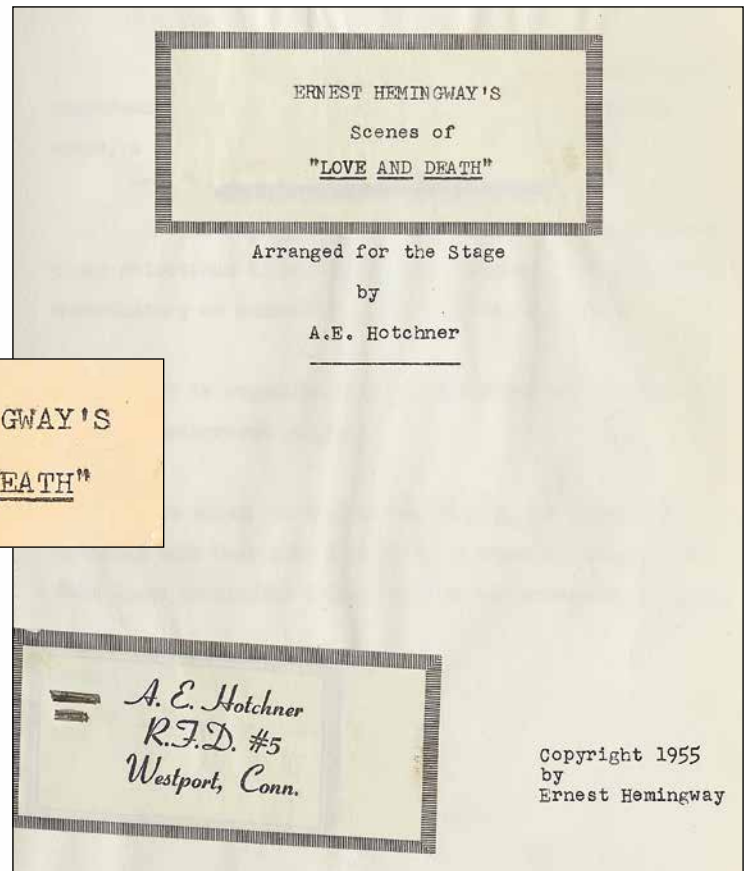 ERNEST HEMINGWAY'S
Scenes of
"LOVE AND DEATH"
Arranged for the Stage
by
A.E. Hotchner
GWAY'S
EATH"
A. E. Hotchner
R.F.D. #5
Westport, Conn.
Copyright 1955
by
Ernest Hemingway